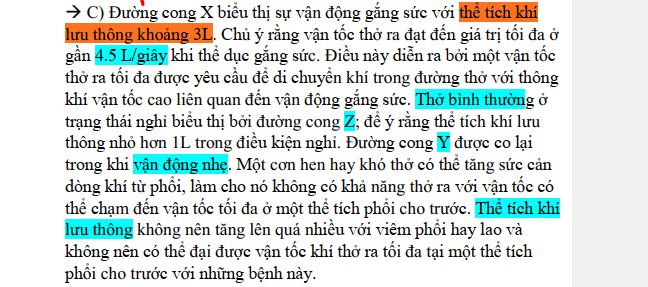 → C) Đường cong X biểu thị sự vận động gắng sức với thể tích khí
lưu thông khoảng 3L. Chủ ý rằng vận tốc thở ra đạt đến giá trị tối đa ở
gần 4.5 L/giây khi thể dục gắng sức. Điều này diễn ra bởi một vận tốc
thở ra tối đa được yêu cầu để di chuyển khí trong đường thở với thông
khí vận tốc cao liên quan đến vận động gắng sức. Thở bình thường ở
trạng thái nghỉ biểu thị bởi đường cong Z; để ý rằng thể tích khí lưu
thông nhỏ hơn 1L trong điều kiện nghỉ. Đường cong Y được co lại
trong khi vận động nhẹ. Một cơn hen hay khó thở có thể tăng sức cản
dòng khí từ phổi, làm cho nó không có khả năng thở ra với vận tốc có
thể chạm đến vận tốc tối đa ở một thể tích phổi cho trước. Thể tích khí
lưu thông không nên tăng lên quá nhiều với viêm phổi hay lao và
không nên có thể đại được vận tốc khí thở ra tối đa tại một thể tích
phổi cho trước với những bệnh này.